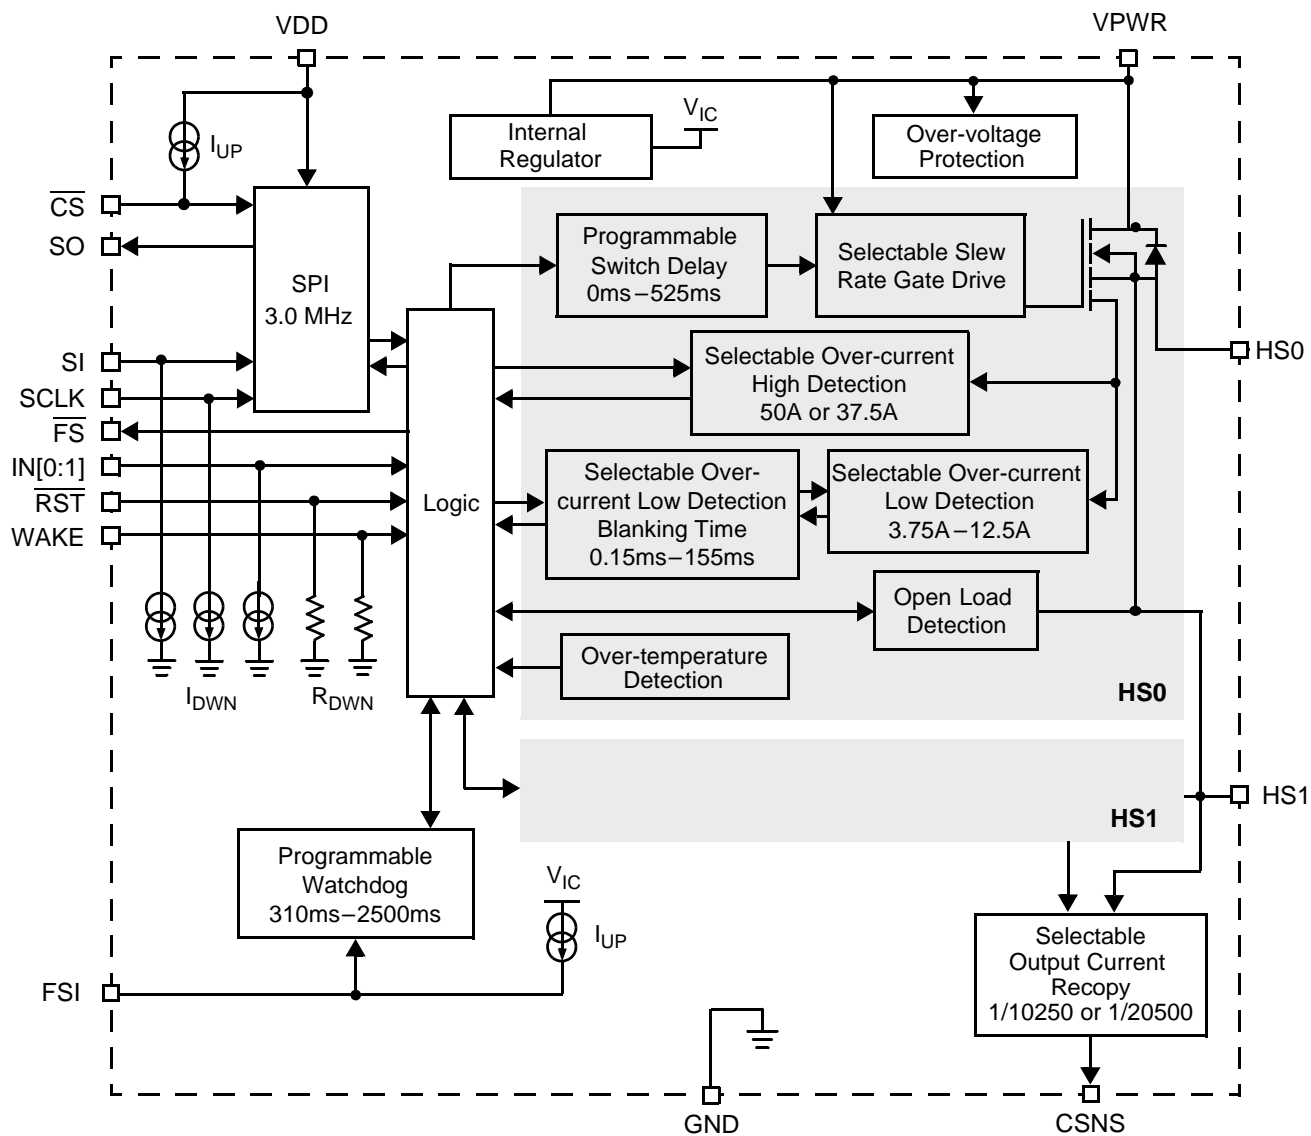 VDD
VPWR
Internal
Regulator
VIC
Over-voltage
Protection
IUP
CS
SO
SPI
3.0 MHz
Programmable
Switch Delay
0ms–525ms
Selectable Slew
Rate Gate Drive
SI
SCLK
FS
IN[0:1]
RST
WAKE
Logic
Selectable Over-current
High Detection
50A or 37.5A
HS0
Selectable Over-
current Low Detection
Blanking Time
0.15ms–155ms
Selectable Over-current
Low Detection
3.75A–12.5A
Open Load
Detection
Over-temperature
Detection
IDWN
RDWN
HS0
HS1
HS1
Programmable
Watchdog
310ms–2500ms
VIC
IUP
FSI
Selectable
Output Current
Recopy
1/10250 or 1/20500
GND
CSNS